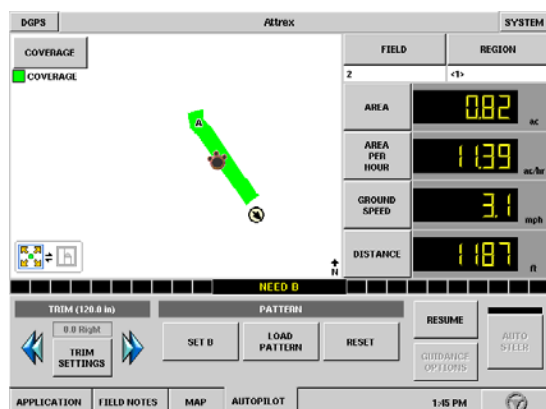 DGPS
Attrex
SYSTEM
COVERAGE
COVERAGE
A
N
FIELD
REGION
2
<1>
AREA
0.82
ac
AREA
PER
HOUR
11.39
ac/hr
GROUND
SPEED
3.1
mph
DISTANCE
1187
ft
NEED B
TRIM (120.0 in)
0.0 Right
TRIM
SETTINGS
PATTERN
SET B
LOAD
PATTERN
RESET
RESUME
GUIDANCE
OPTIONS
AUTO
STEER
APPLICATION
FIELD NOTES
MAP
AUTOPILOT
1:45 PM